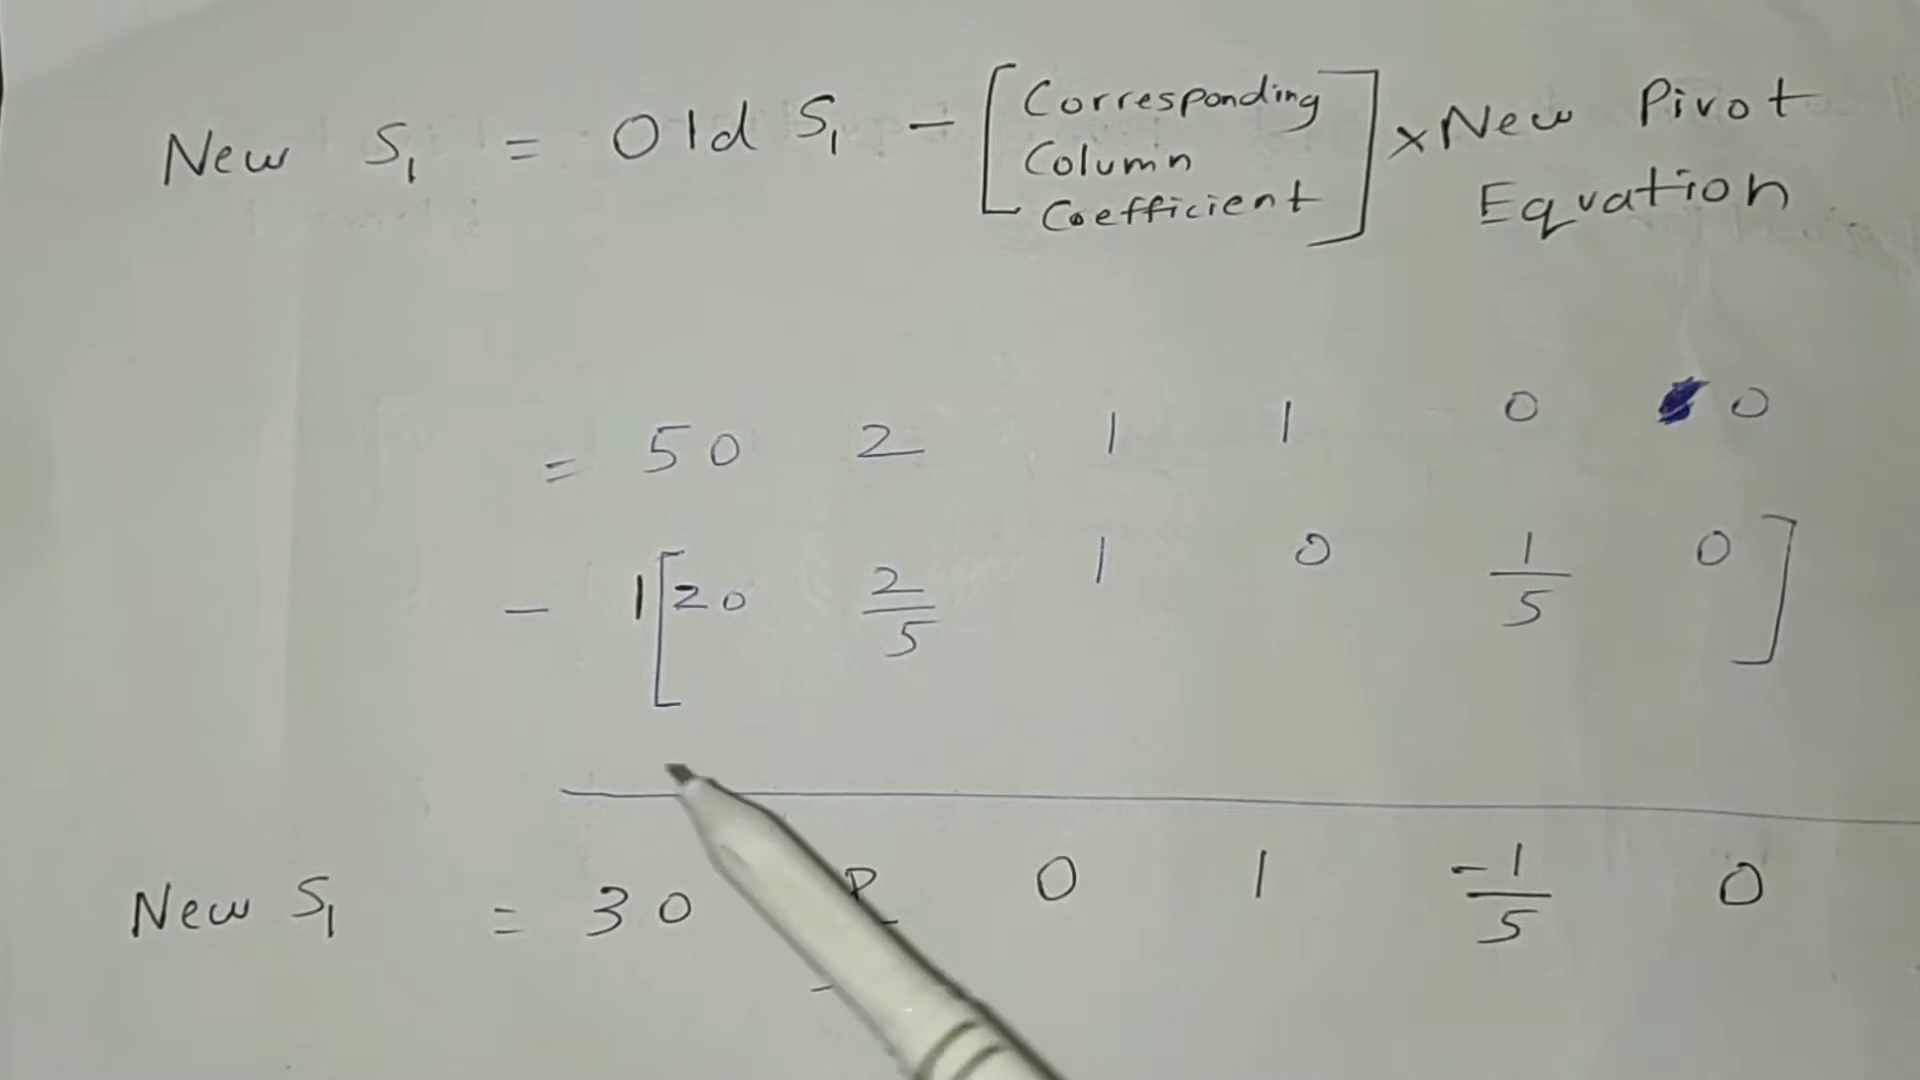 New S₁ = Old S₁ - [Corresponding Column Coefficient] × New Pivot Equation
= 50 2 1 1 0 0
- 1[20 2/5 1 0 1/5 0]
New S₁ = 30 0 1 -1/5 0